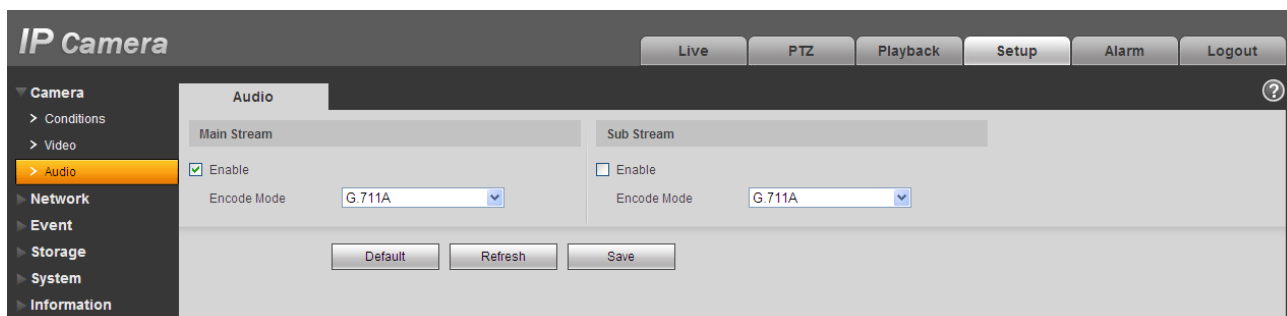 IP Camera
Live PTZ Playback Setup Alarm Logout
Camera
Conditions
Video
Audio
Network
Event
Storage
System
Information
Audio
?
Main Stream
Enable
Encode Mode G.711A
Sub Stream
Enable
Encode Mode G.711A
Default Refresh Save